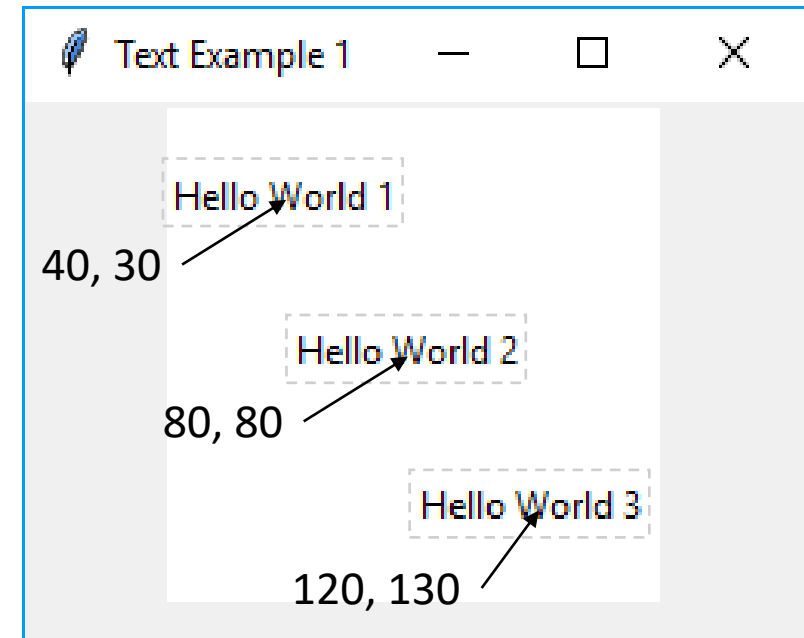 Text Example 1
Hello World 1
40, 30
Hello World 2
80, 80
Hello World 3
120, 130